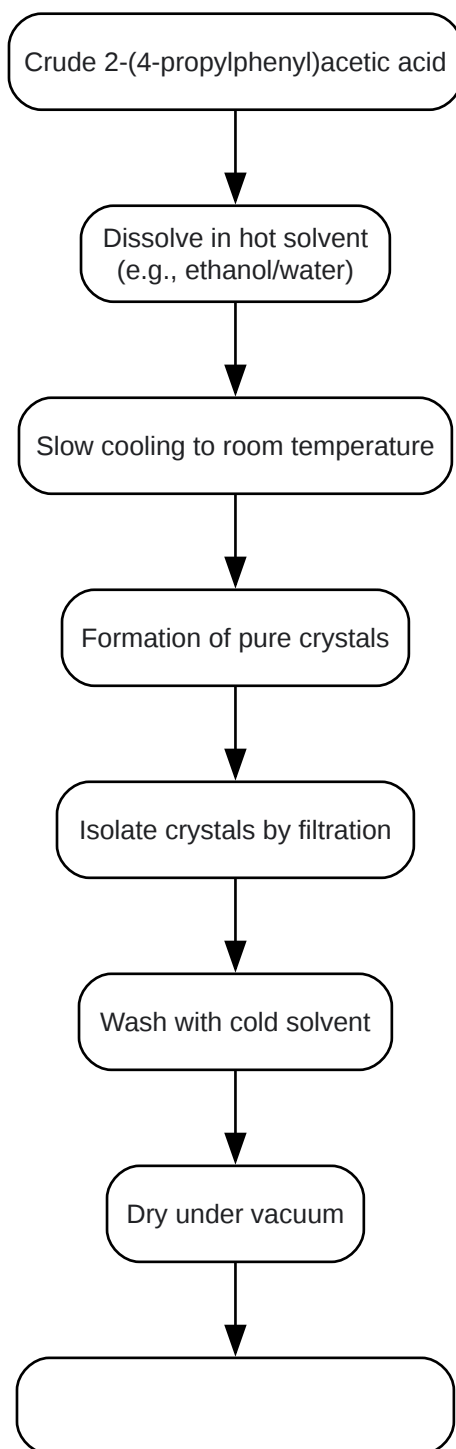 Crude 2-(4-propylphenyl)acetic acid
Dissolve in hot solvent
(e.g., ethanol/water)
Slow cooling to room temperature
Formation of pure crystals
Isolate crystals by filtration
Wash with cold solvent
Dry under vacuum